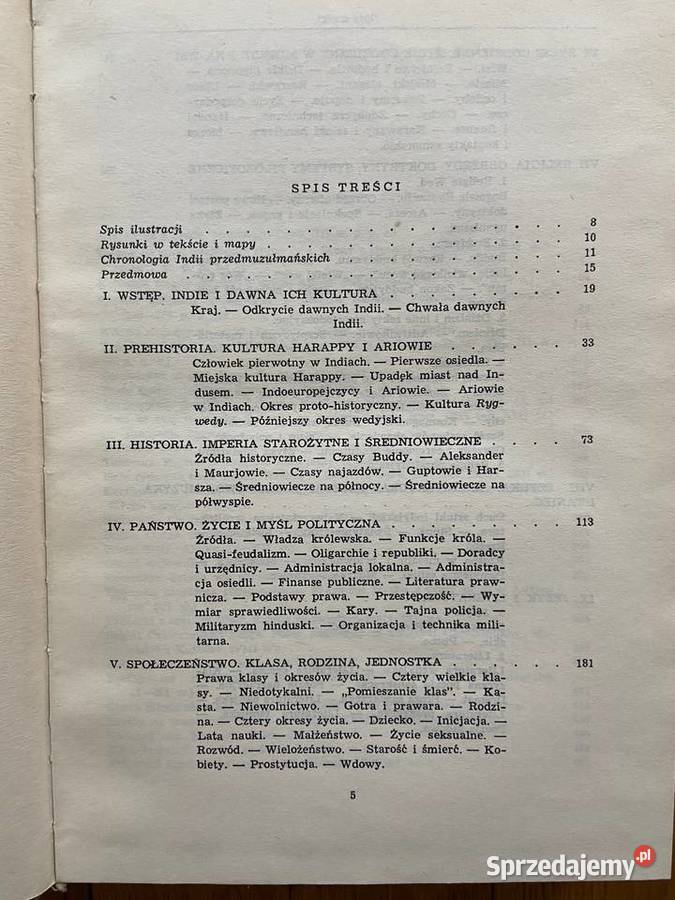 SPIS TREŚCI
Spis ilustracji . . . . . . . . . . . . . . . 8
Rysunki w tekście i mapy . . . . . . . . . . . . 10
Chronologia Indii przedmuzułmańskich . . . . . . . . 11
Przedmowa . . . . . . . . . . . . . . . . 15
I. WSTĘP. INDIE I DAWNA ICH KULTURA . . . . . . . 19
Kraj. — Odkrycie dawnych Indii. — Chwała dawnych
Indii.
II. PREHISTORIA. KULTURA HARAPPY I ARIOWIE . . . . . 33
Człowiek pierwotny w Indiach. — Pierwsze osiedla. —
Miejska kultura Harappy. — Upadęk miast nad In-
dusem. — Indoeuropejczycy i Ariowie. — Ariowie
w Indiach. Okres proto-historyczny. — Kultura Ryg-
wedy. — Późniejszy okres wedyjski.
III. HISTORIA. IMPERIA STAROŻYTNE I ŚREDNIOWIECZNE . . . . 73
Źródła historyczne. — Czasy Buddy. — Aleksander
i Maurjowie. — Czasy najazdów. — Guptowie i Har-
sza. — Średniowiecze na północy. — Średniowiecze na
półwyspie.
IV. PAŃSTWO. ŻYCIE I MYŚL POLITYCZNA . . . . . . . . 113
Źródła. — Władza królewska. — Funkcje króla. —
Quasi-feudalizm. — Oligarchie i republiki. — Doradcy
i urzędnicy. — Administracja lokalna. — Administra-
cja osiedli. — Finanse publiczne. — Literatura praw-
nicza. — Podstawy prawa. — Przestępczość. — Wy-
miar sprawiedliwości. — Kary. — Tajna policja. —
Militaryzm hinduski. — Organizacja i technika mili-
tarna.
V. SPOŁECZEŃSTWO. KLASA, RODZINA, JEDNOSTKA . . . . . . 181
Prawa klasy i okresów życia. — Cztery wielkie kla-
sy. — Niedotykalni. — „Pomieszanie klas". — Ka-
sta. — Niewolnictwo. — Gotra i prawara. — Rodzi-
na. — Cztery okresy życia. — Dziecko. — Inicjacja. —
Lata nauki. — Małżeństwo. — Życie seksualne. —
Rozwód. — Wielożeństwo. — Starość i śmierć. — Ko-
biety. — Prostytucja. — Wdowy.
5
Sprzedajemy.pl